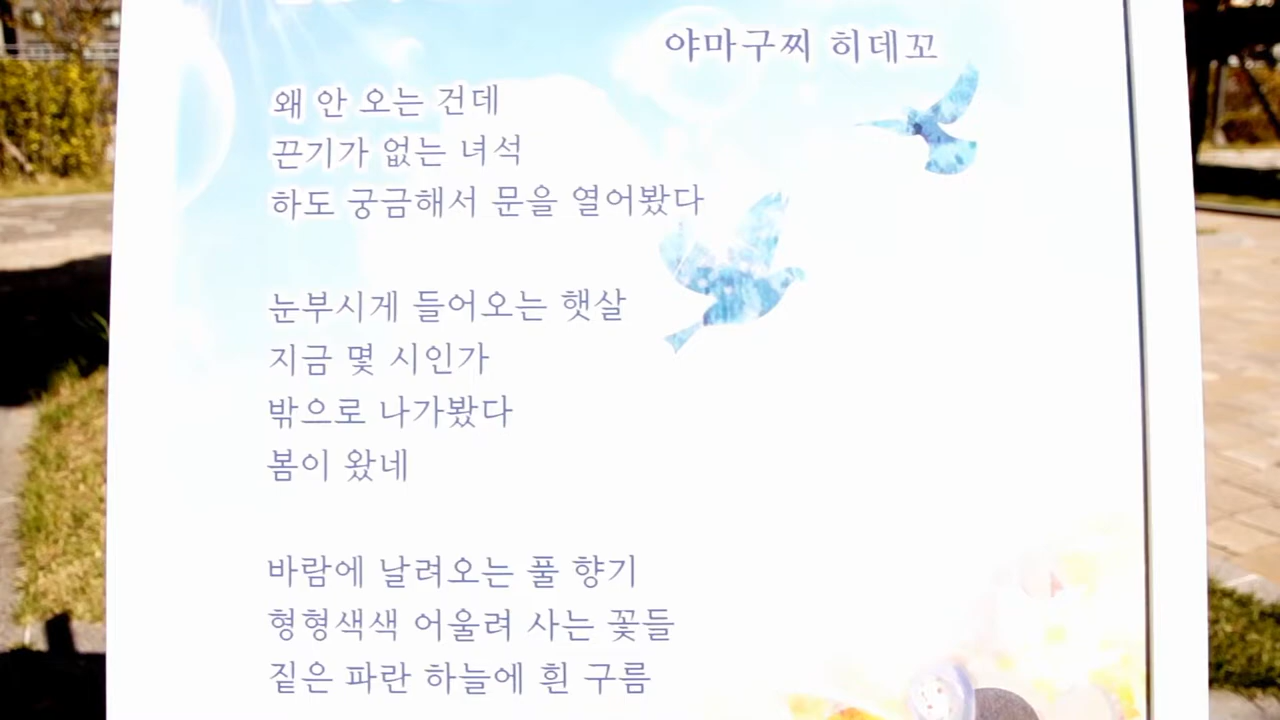 야마구찌 히데꼬
왜 안 오는 건데
끈기가 없는 녀석
하도 궁금해서 문을 열어봤다
눈부시게 들어오는 햇살
지금 몇 시인가
밖으로 나가봤다
봄이 왔네
바람에 날려오는 풀 향기
형형색색 어울려 사는 꽃들
짙은 파란 하늘에 흰 구름